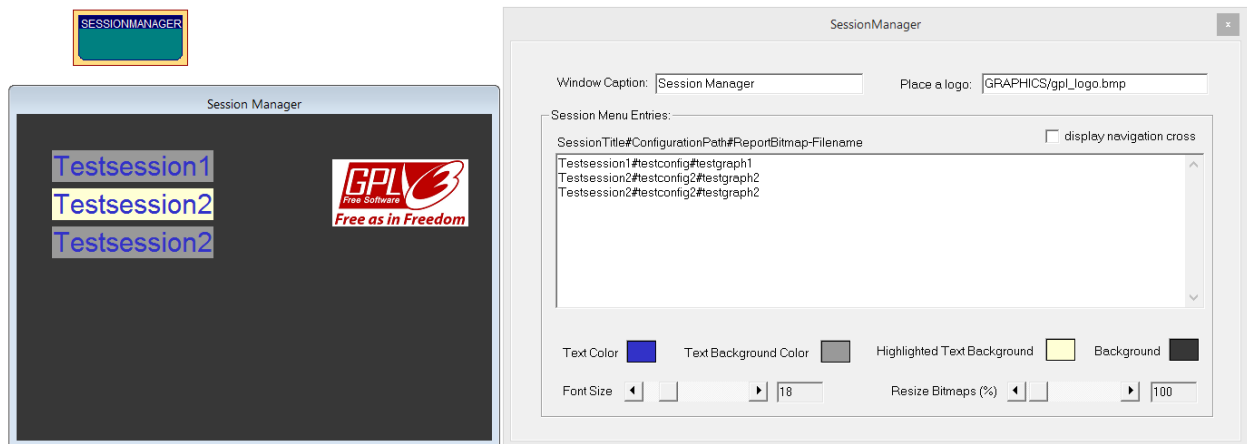 SESSIONMANAGER
Session Manager
Testsession1
Testsession2
Testsession2
GPLv3
Free Software
Free as in Freedom
SessionManager
x
Window Caption: Session Manager Place a logo: GRAPHICS/gpl_logo.bmp
Session Menu Entries:
SessionTitle#ConfigurationPath#ReportBitmap-Filename display navigation cross
Testsession1#testconfig#testgraph1
Testsession2#testconfig2#testgraph2
Testsession2#testconfig2#testgraph2
Text Color Text Background Color Highlighted Text Background Background
Font Size 18 Resize Bitmaps (%) 100